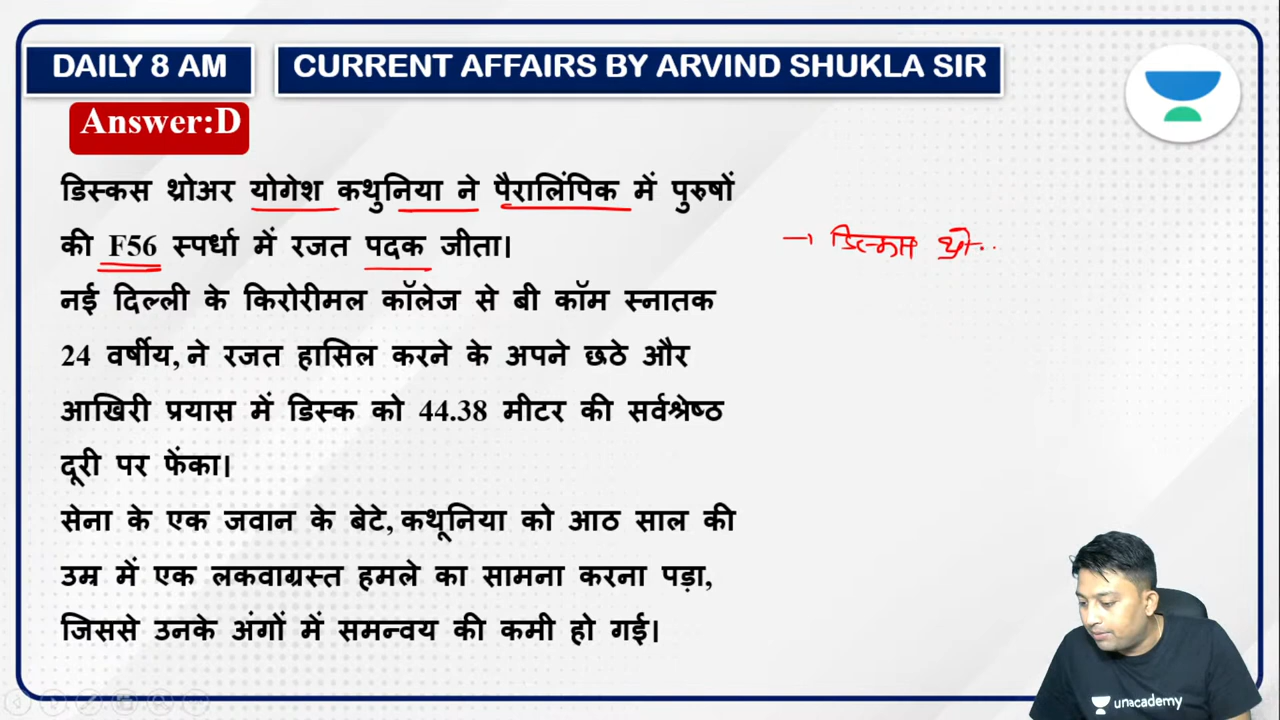 DAILY 8 AM
CURRENT AFFAIRS BY ARVIND SHUKLA SIR
Answer:D
डिस्कस थ्रोअर योगेश कथुनिया ने पैरालिंपिक में पुरुषों
की F56 स्पर्धा में रजत पदक जीता।
→ डिस्कस थ्रो..
नई दिल्ली के किरोरीमल कॉलेज से बी कॉम स्नातक
24 वर्षीय, ने रजत हासिल करने के अपने छठे और
आखिरी प्रयास में डिस्क को 44.38 मीटर की सर्वश्रेष्ठ
दूरी पर फेंका।
सेना के एक जवान के बेटे, कथूनिया को आठ साल की
उम्र में एक लकवाग्रस्त हमले का सामना करना पड़ा,
जिससे उनके अंगों में समन्वय की कमी हो गई।
unacademy